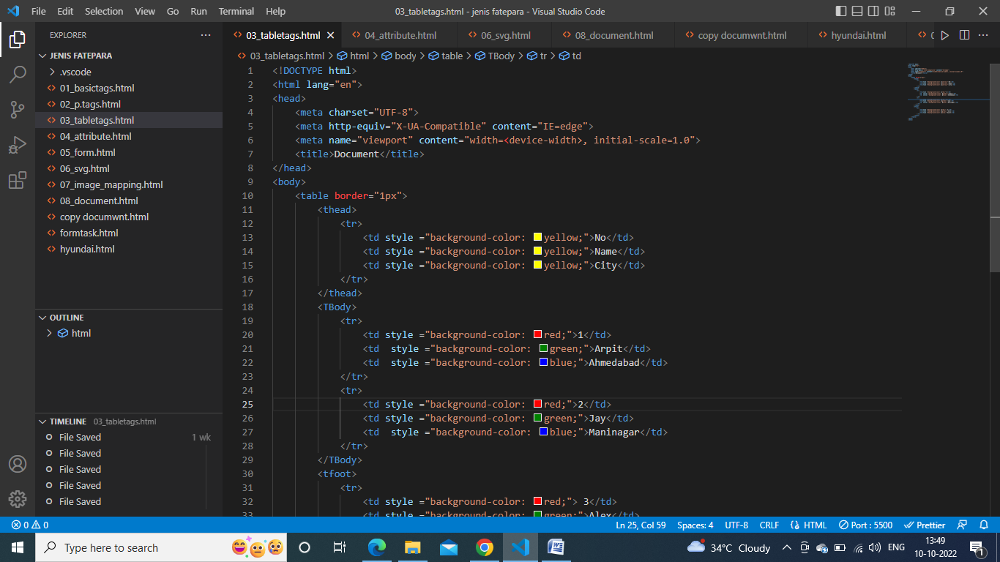 File Edit Selection View Go Run Terminal Help 03_tabletags.html - jenis fatepara - Visual Studio Code
EXPLORER
JENIS FATEPARA
.vscode
01_basictags.html
02_p.tags.html
03_tabletags.html
04_attribute.html
05_form.html
06_svg.html
07_image_mapping.html
08_document.html
copy documwnt.html
formtask.html
hyundai.html
OUTLINE
html
TIMELINE 03_tabletags.html
File Saved 1 wk
File Saved
File Saved
File Saved
File Saved
03_tabletags.html 04_attribute.html 06_svg.html 08_document.html copy documwnt.html hyundai.html
03_tabletags.html > html > body > table > TBody > tr > td
1 <!DOCTYPE html>
2 <html lang="en">
3 <head>
4 <meta charset="UTF-8">
5 <meta http-equiv="X-UA-Compatible" content="IE=edge">
6 <meta name="viewport" content="width=<device-width>, initial-scale=1.0">
7 <title>Document</title>
8 </head>
9 <body>
10 <table border="1px">
11 <thead>
12 <tr>
13 <td style ="background-color: yellow;">No</td>
14 <td style ="background-color: yellow;">Name</td>
15 <td style ="background-color: yellow;">City</td>
16 </tr>
17 </thead>
18 <TBody>
19 <tr>
20 <td style ="background-color: red;">1</td>
21 <td  style ="background-color: green;">Arpit</td>
22 <td  style ="background-color: blue;">Ahmedabad</td>
23 </tr>
24 <tr>
25 <td style ="background-color: red;">2</td>
26 <td style ="background-color: green;">Jay</td>
27 <td  style ="background-color: blue;">Maninagar</td>
28 </tr>
29 </TBody>
30 <tfoot>
31 <tr>
32 <td style ="background-color: red;"> 3</td>
33 <td style ="background-color: green;">Alex</td>
0 0 Ln 25, Col 59 Spaces: 4 UTF-8 CRLF HTML Port : 5500 Prettier
Type here to search 34°C Cloudy ENG 13:49
10-10-2022 1